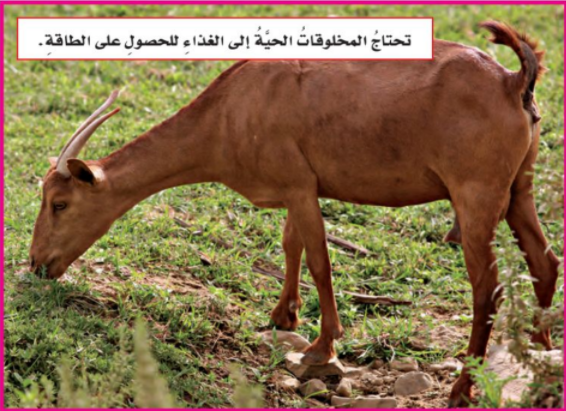 تحتاجُ المخلوقاتُ الحيَّةُ إلى الغذاءِ للحصولِ على الطاقةِ.